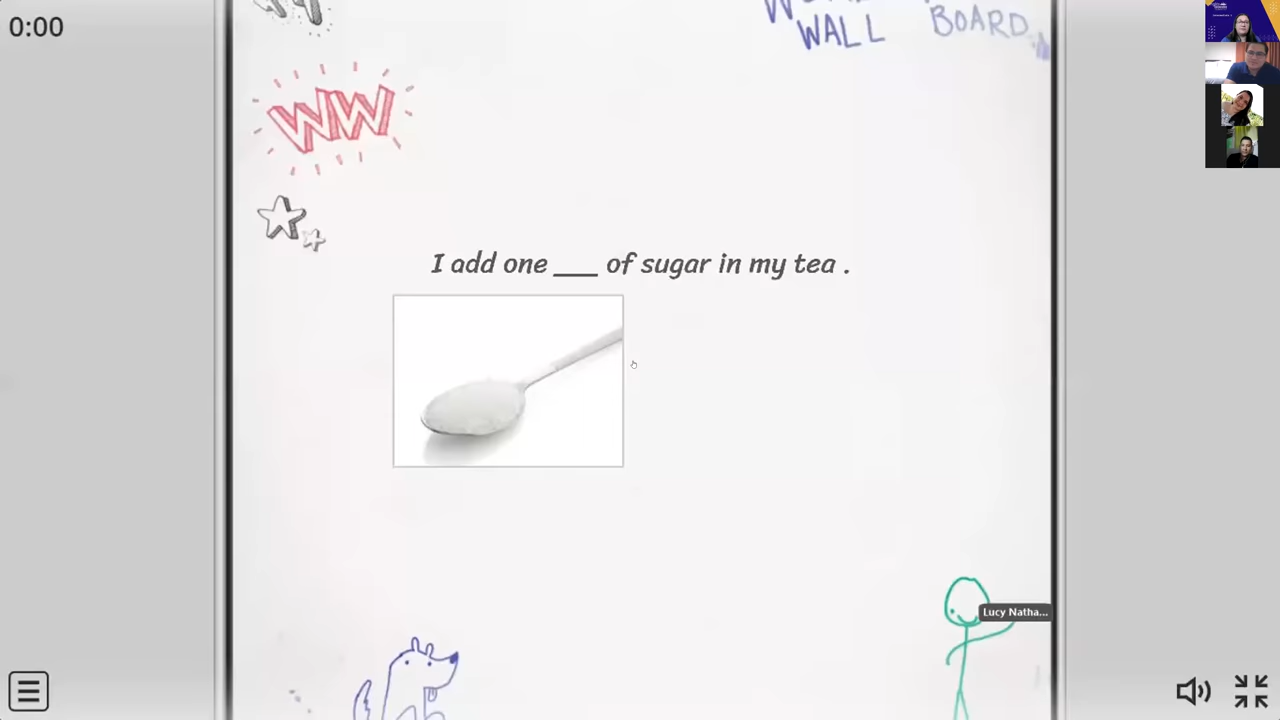 0:00
WALL BOARD
WW
I add one ___ of sugar in my tea .
Lucy Natha...